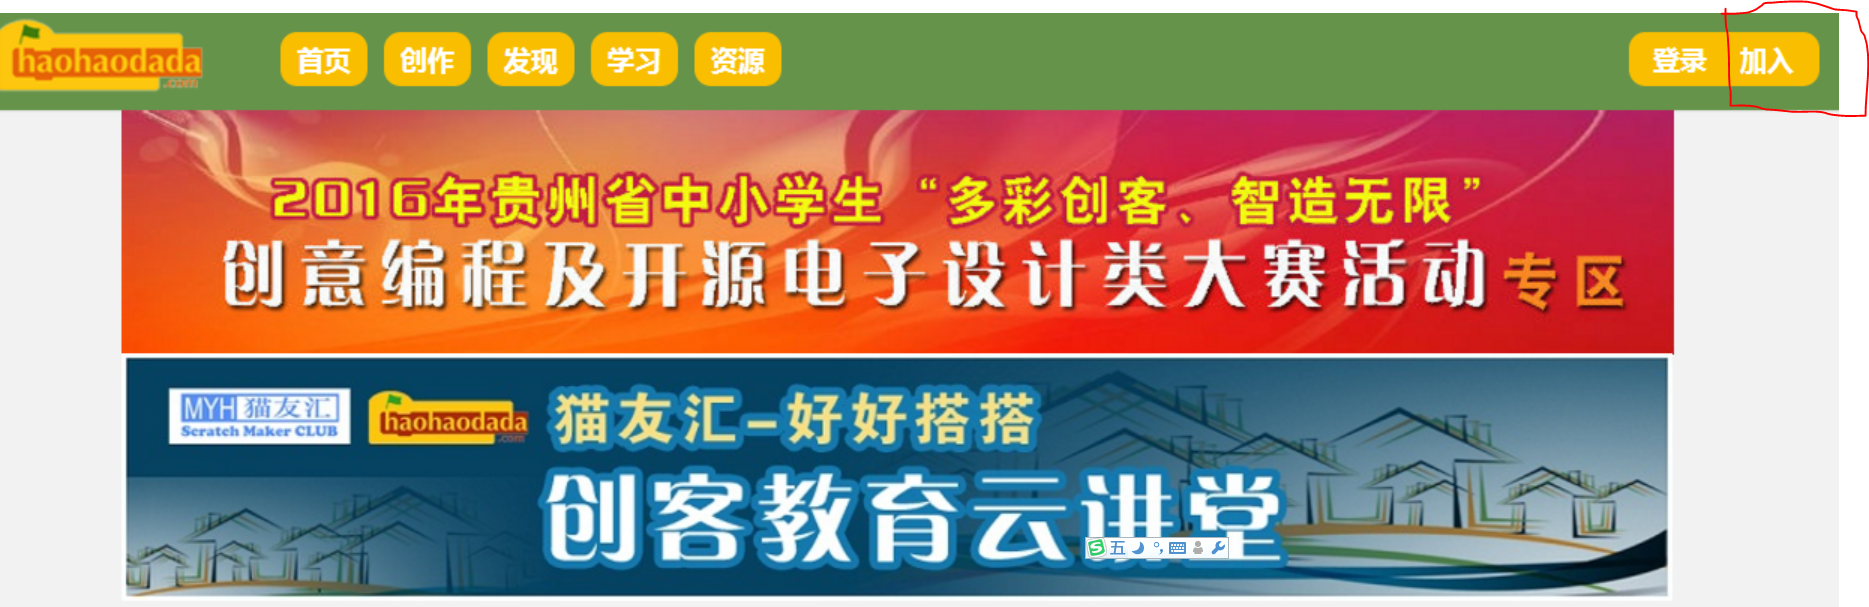 haohaodada
.com
首页 创作 发现 学习 资源
登录 加入
2016年贵州省中小学生“多彩创客、智造无限”
创意编程及开源电子设计类大赛活动专区
MYH 猫友汇
Scratch Maker CLUB
haohaodada
.com
猫友汇-好好搭搭
创客教育云讲堂
S 五